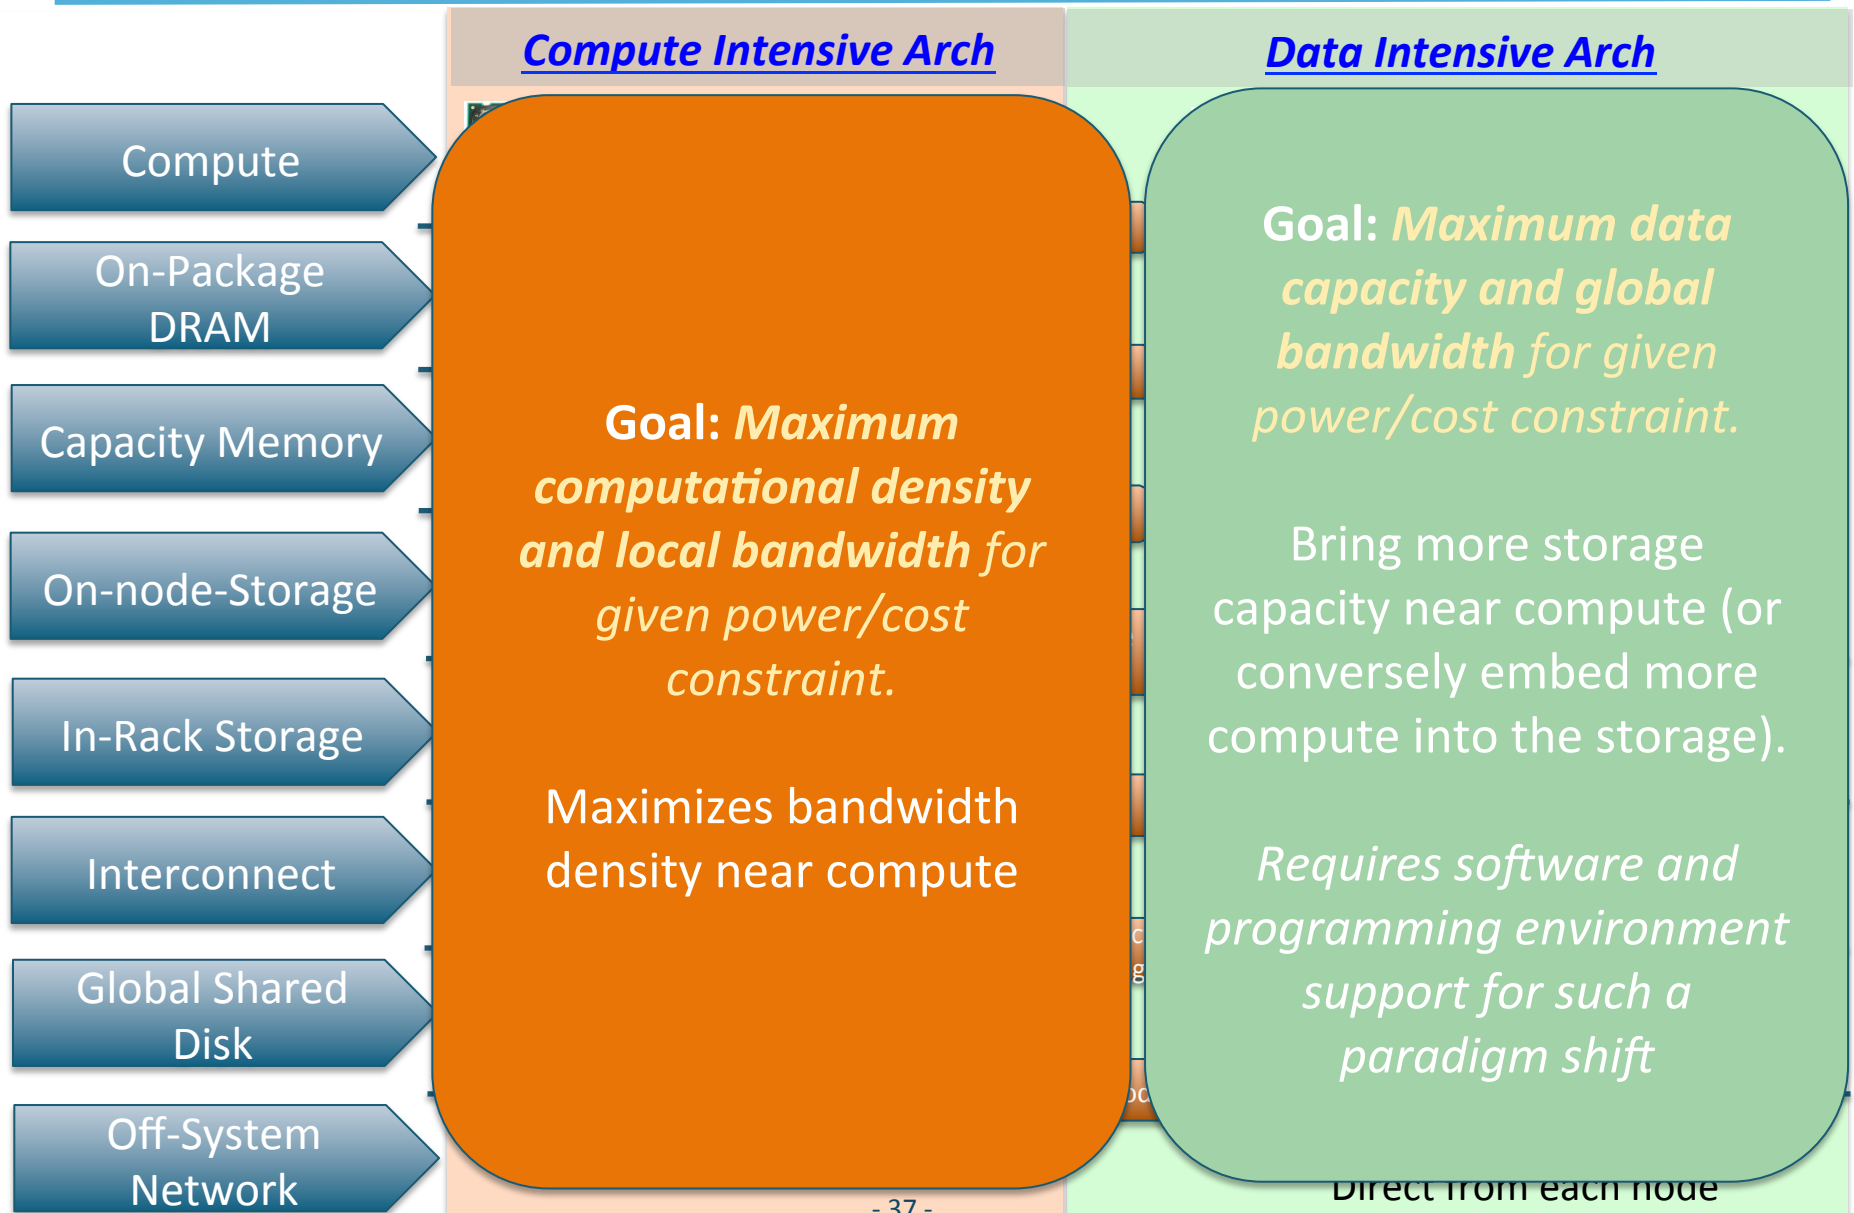 Compute Intensive Arch
Data Intensive Arch
Compute
On-Package
DRAM
Capacity Memory
On-node-Storage
In-Rack Storage
Interconnect
Global Shared
Disk
Off-System
Network
Goal: Maximum
computational density
and local bandwidth for
given power/cost
constraint.
Maximizes bandwidth
density near compute
Goal: Maximum data
capacity and global
bandwidth for given
power/cost constraint.
Bring more storage
capacity near compute (or
conversely embed more
compute into the storage).
Requires software and
programming environment
support for such a
paradigm shift
Direct from each node
- 37 -